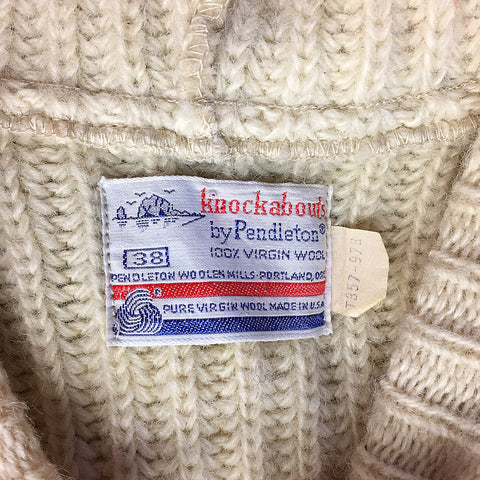 knockabouts
by Pendleton®
38
100% VIRGIN WOOL
PENDLETON WOOLEN MILLS·PORTLAND, ORE
®
PURE VIRGIN WOOL MADE IN U.S.A.